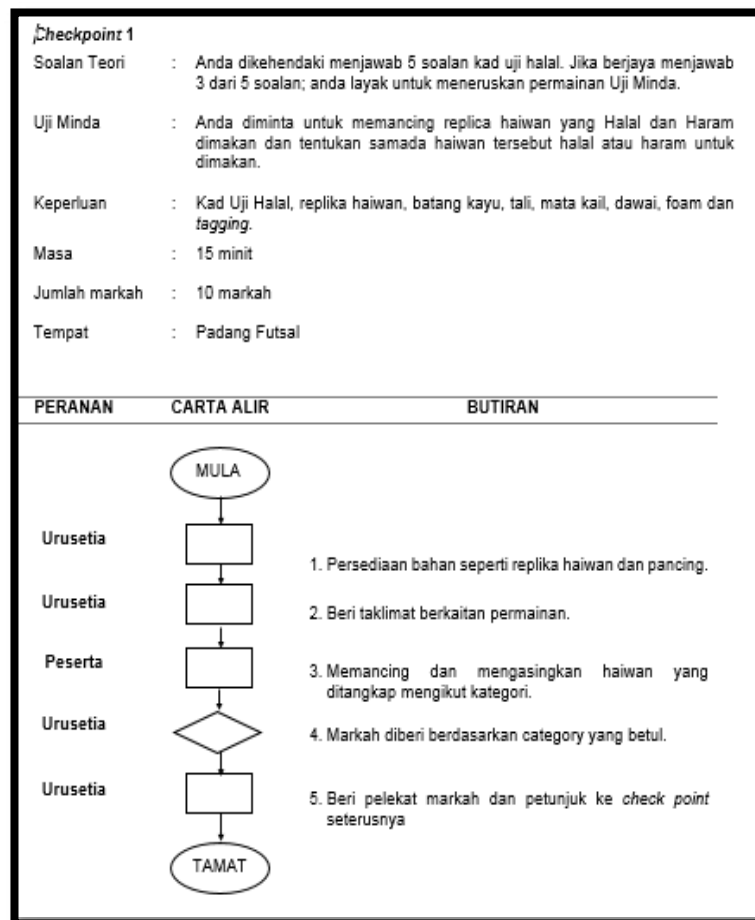 Checkpoint 1
Soalan Teori : Anda dikehendaki menjawab 5 soalan kad uji halal. Jika berjaya menjawab
3 dari 5 soalan; anda layak untuk meneruskan permainan Uji Minda.
Uji Minda : Anda diminta untuk memancing replica haiwan yang Halal dan Haram
dimakan dan tentukan samada haiwan tersebut halal atau haram untuk
dimakan.
Keperluan : Kad Uji Halal, replika haiwan, batang kayu, tali, mata kail, dawai, foam dan
tagging.
Masa : 15 minit
Jumlah markah : 10 markah
Tempat : Padang Futsal
PERANAN CARTA ALIR BUTIRAN
MULA
Urusetia
1. Persediaan bahan seperti replika haiwan dan pancing.
Urusetia
2. Beri taklimat berkaitan permainan.
Peserta
3. Memancing dan mengasingkan haiwan yang
ditangkap mengikut kategori.
Urusetia
4. Markah diberi berdasarkan category yang betul.
Urusetia
5. Beri pelekat markah dan petunjuk ke check point
seterusnya
TAMAT